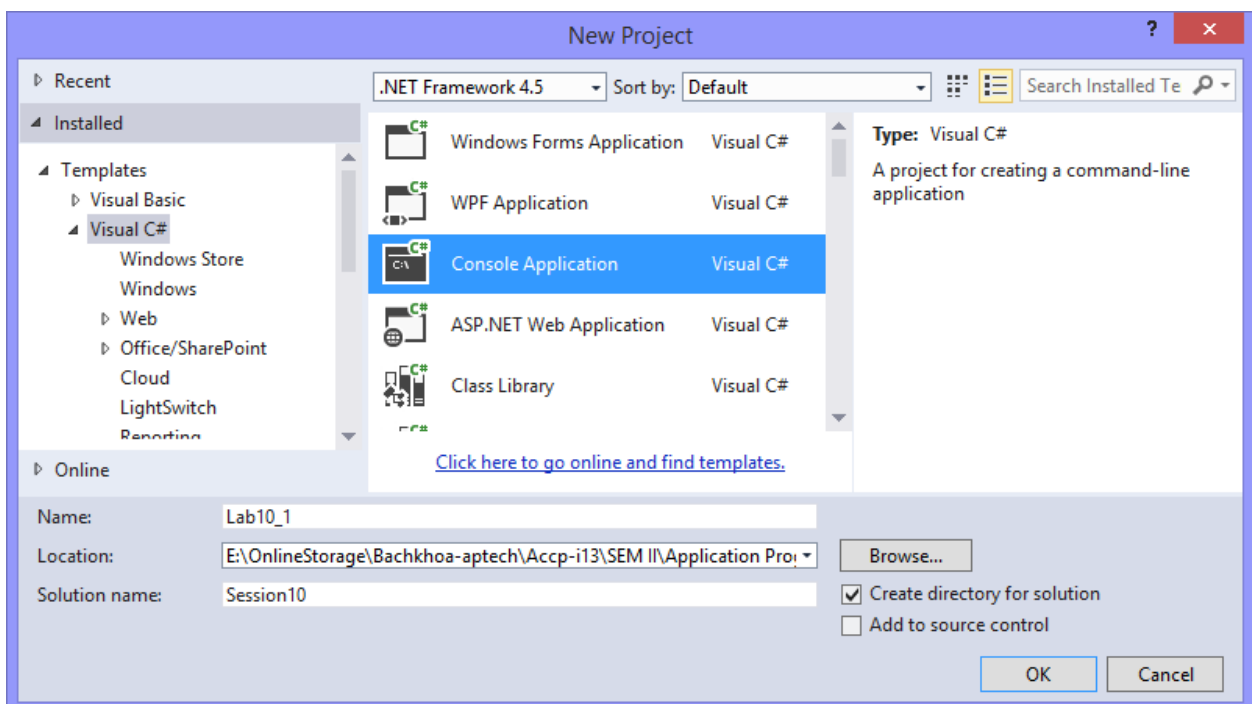 New Project
?
Recent
Installed
Templates
Visual Basic
Visual C#
Windows Store
Windows
Web
Office/SharePoint
Cloud
LightSwitch
Reporting
Online
.NET Framework 4.5
Sort by: Default
Search Installed Te
C# Windows Forms Application Visual C#
C# WPF Application Visual C#
C# C:\ Console Application Visual C#
C# ASP.NET Web Application Visual C#
C# Class Library Visual C#
C#
Click here to go online and find templates.
Type: Visual C#
A project for creating a command-line
application
Name: Lab10_1
Location: E:\OnlineStorage\Bachkhoa-aptech\Accp-i13\SEM II\Application Pro
Browse...
Solution name: Session10
Create directory for solution
Add to source control
OK Cancel